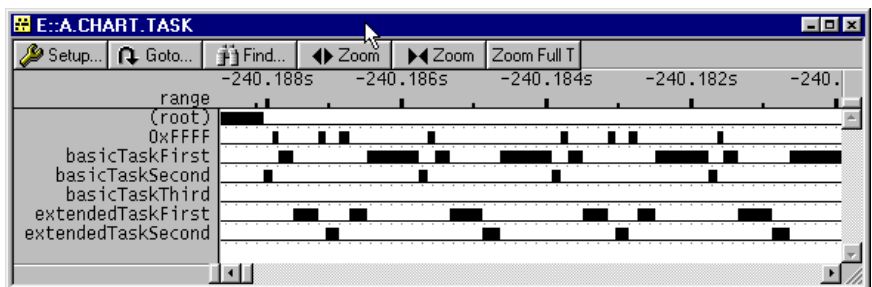 E::A.CHART.TASK
Setup... Goto... Find... Zoom Zoom Zoom Full T
-240.188s -240.186s -240.184s -240.182s -240.
range
(root)
0xFFFF
basicTaskFirst
basicTaskSecond
basicTaskThird
extendedTaskFirst
extendedTaskSecond